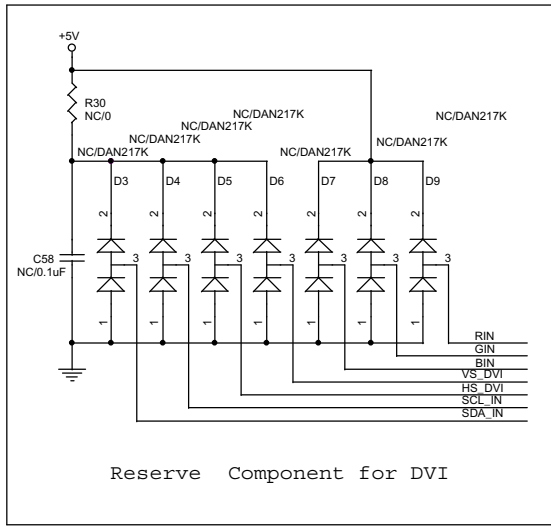 +5V
R30
NC/0
NC/DAN217K
NC/DAN217K
NC/DAN217K
NC/DAN217K
NC/DAN217K
NC/DAN217K
NC/DAN217K
D3
D4
D5
D6
D7
D8
D9
2
2
2
2
2
2
2
C58
NC/0.1uF
3
3
3
3
3
3
3
1
1
1
1
1
1
1
RIN
GIN
BIN
VS_DVI
HS_DVI
SCL_IN
SDA_IN
Reserve Component for DVI